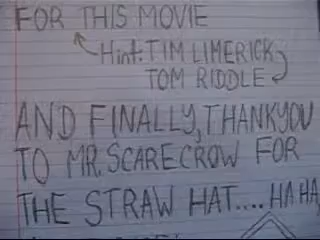 FOR THIS MOVIE
Hint: TIM LIMERICK
TOM RIDDLE
AND FINALLY, THANKYOU
TO MR. SCARECROW FOR
THE STRAW HAT.... HA HA,